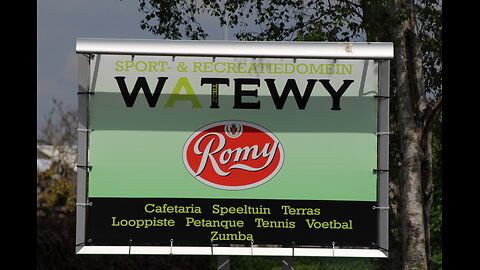 SPORT- & RECREATIEDOMEIN
WATEWY
Romy
Cafetaria Speeltuin Terras
Looppiste Petanque Tennis Voetbal
Zumba